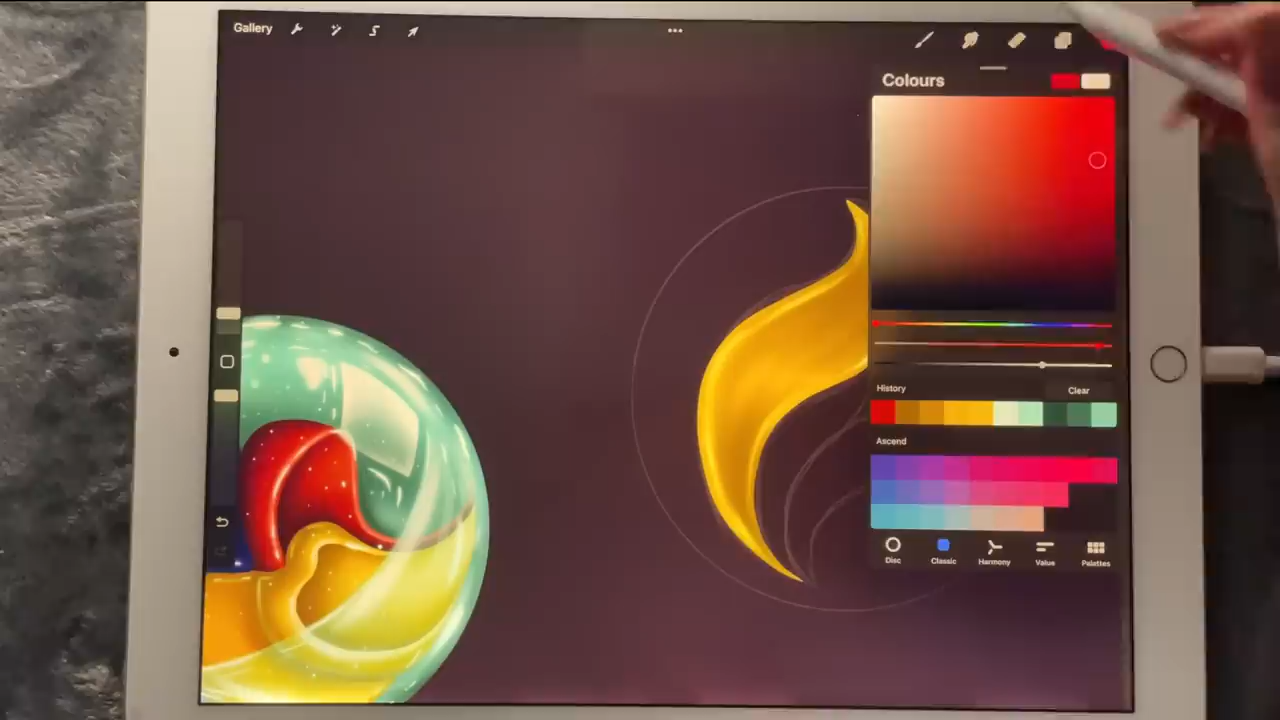 Gallery
Colours
History
Clear
Ascend
Disc
Classic
Harmony
Value
Palettes